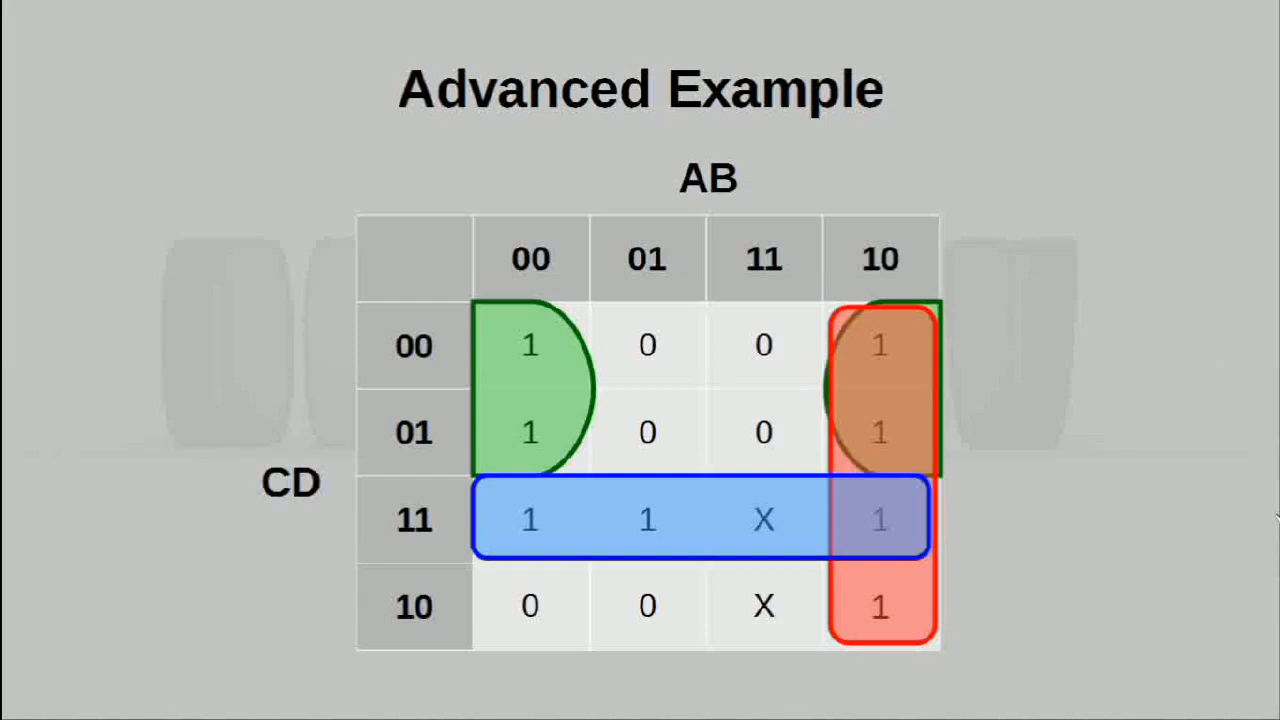 Advanced Example
AB
00 01 11 10
00 1 0 0 1
01 1 0 0 1
CD
11 1 1 X 1
10 0 0 X 1